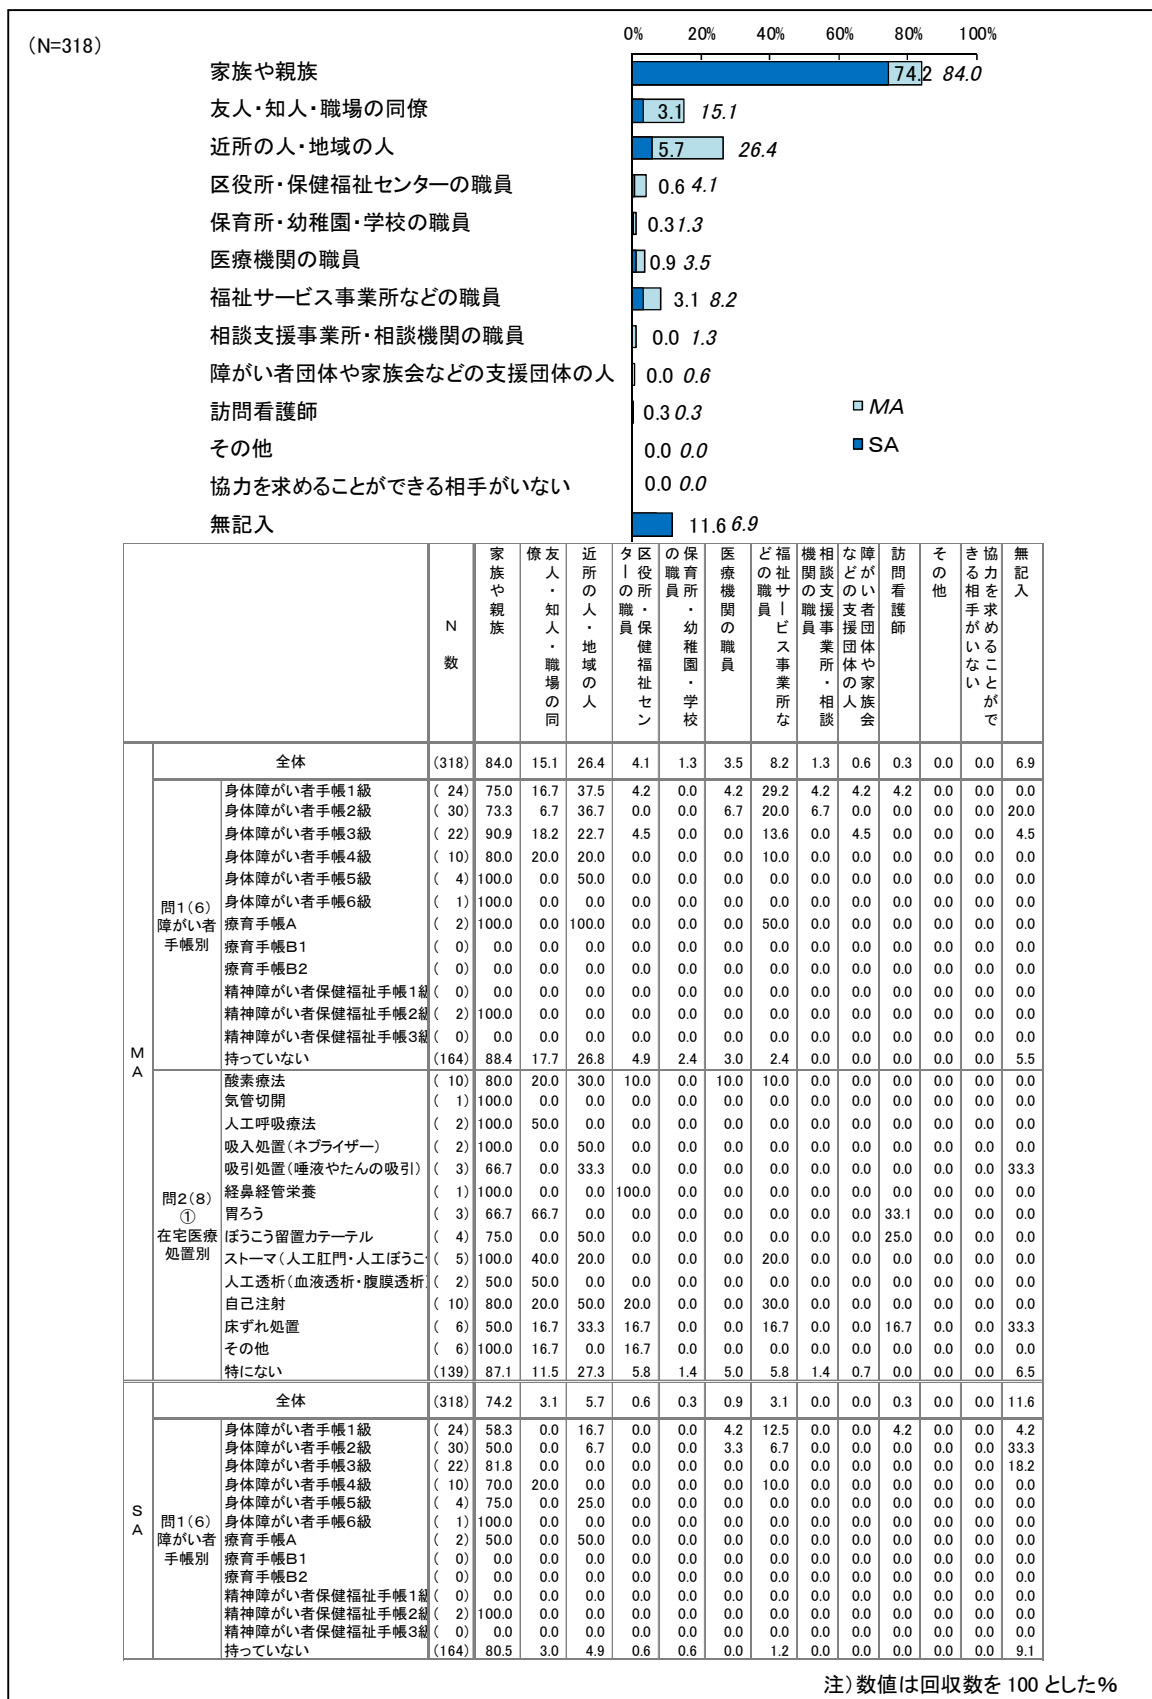 (N=318)
0% 20% 40% 60% 80% 100%
家族や親族 74.2 84.0
友人・知人・職場の同僚 3.1 15.1
近所の人・地域の人 5.7 26.4
区役所・保健福祉センターの職員 0.6 4.1
保育所・幼稚園・学校の職員 0.3 1.3
医療機関の職員 0.9 3.5
福祉サービス事業所などの職員 3.1 8.2
相談支援事業所・相談機関の職員 0.0 1.3
障がい者団体や家族会などの支援団体の人 0.0 0.6
訪問看護師 0.3 0.3
その他 0.0 0.0
協力を求めることができる相手がいない 0.0 0.0
無記入 11.6 6.9
MA
SA
N数
家族や親族
友人・知人・職場の同僚
近所の人・地域の人
区役所・保健福祉センターの職員
保育所・幼稚園・学校の職員
医療機関の職員
福祉サービス事業所などの職員
相談支援事業所・相談機関の職員
障がい者団体や家族会などの支援団体の人
訪問看護師
その他
協力を求めることができる相手がいない
無記入
MA
全体 (318) 84.0 15.1 26.4 4.1 1.3 3.5 8.2 1.3 0.6 0.3 0.0 0.0 6.9
問1(6)
障がい者
手帳別
身体障がい者手帳1級 ( 24) 75.0 16.7 37.5 4.2 0.0 4.2 29.2 4.2 4.2 4.2 0.0 0.0 0.0
身体障がい者手帳2級 ( 30) 73.3 6.7 36.7 0.0 0.0 6.7 20.0 6.7 0.0 0.0 0.0 0.0 20.0
身体障がい者手帳3級 ( 22) 90.9 18.2 22.7 4.5 0.0 0.0 13.6 0.0 4.5 0.0 0.0 0.0 4.5
身体障がい者手帳4級 ( 10) 80.0 20.0 20.0 0.0 0.0 0.0 10.0 0.0 0.0 0.0 0.0 0.0 0.0
身体障がい者手帳5級 ( 4) 100.0 0.0 50.0 0.0 0.0 0.0 0.0 0.0 0.0 0.0 0.0 0.0 0.0
身体障がい者手帳6級 ( 1) 100.0 0.0 0.0 0.0 0.0 0.0 0.0 0.0 0.0 0.0 0.0 0.0 0.0
療育手帳A ( 2) 100.0 0.0 100.0 0.0 0.0 0.0 50.0 0.0 0.0 0.0 0.0 0.0 0.0
療育手帳B1 ( 0) 0.0 0.0 0.0 0.0 0.0 0.0 0.0 0.0 0.0 0.0 0.0 0.0 0.0
療育手帳B2 ( 0) 0.0 0.0 0.0 0.0 0.0 0.0 0.0 0.0 0.0 0.0 0.0 0.0 0.0
精神障がい者保健福祉手帳1級 ( 0) 0.0 0.0 0.0 0.0 0.0 0.0 0.0 0.0 0.0 0.0 0.0 0.0 0.0
精神障がい者保健福祉手帳2級 ( 2) 100.0 0.0 0.0 0.0 0.0 0.0 0.0 0.0 0.0 0.0 0.0 0.0 0.0
精神障がい者保健福祉手帳3級 ( 0) 0.0 0.0 0.0 0.0 0.0 0.0 0.0 0.0 0.0 0.0 0.0 0.0 0.0
持っていない (164) 88.4 17.7 26.8 4.9 2.4 3.0 2.4 0.0 0.0 0.0 0.0 0.0 5.5
問2(8)
①
在宅医療
処置別
酸素療法 ( 10) 80.0 20.0 30.0 10.0 0.0 10.0 10.0 0.0 0.0 0.0 0.0 0.0 0.0
気管切開 ( 1) 100.0 0.0 0.0 0.0 0.0 0.0 0.0 0.0 0.0 0.0 0.0 0.0 0.0
人工呼吸療法 ( 2) 100.0 50.0 0.0 0.0 0.0 0.0 0.0 0.0 0.0 0.0 0.0 0.0 0.0
吸入処置(ネブライザー) ( 2) 100.0 0.0 50.0 0.0 0.0 0.0 0.0 0.0 0.0 0.0 0.0 0.0 0.0
吸引処置(唾液やたんの吸引) ( 3) 66.7 0.0 33.3 0.0 0.0 0.0 0.0 0.0 0.0 0.0 0.0 0.0 33.3
経鼻経管栄養 ( 1) 100.0 0.0 0.0 100.0 0.0 0.0 0.0 0.0 0.0 0.0 0.0 0.0 0.0
胃ろう ( 3) 66.7 66.7 0.0 0.0 0.0 0.0 0.0 0.0 0.0 33.1 0.0 0.0 0.0
ぼうこう留置カテーテル ( 4) 75.0 0.0 50.0 0.0 0.0 0.0 0.0 0.0 0.0 25.0 0.0 0.0 0.0
ストーマ(人工肛門・人工ぼうこ ( 5) 100.0 40.0 20.0 0.0 0.0 0.0 20.0 0.0 0.0 0.0 0.0 0.0 0.0
人工透析(血液透析・腹膜透析) ( 2) 50.0 50.0 0.0 0.0 0.0 0.0 0.0 0.0 0.0 0.0 0.0 0.0 0.0
自己注射 ( 10) 80.0 20.0 50.0 20.0 0.0 0.0 30.0 0.0 0.0 0.0 0.0 0.0 0.0
床ずれ処置 ( 6) 50.0 16.7 33.3 16.7 0.0 0.0 16.7 0.0 0.0 16.7 0.0 0.0 33.3
その他 ( 6) 100.0 16.7 0.0 16.7 0.0 0.0 0.0 0.0 0.0 0.0 0.0 0.0 0.0
特にない (139) 87.1 11.5 27.3 5.8 1.4 5.0 5.8 1.4 0.7 0.0 0.0 0.0 6.5
SA
全体 (318) 74.2 3.1 5.7 0.6 0.3 0.9 3.1 0.0 0.0 0.3 0.0 0.0 11.6
問1(6)
障がい者
手帳別
身体障がい者手帳1級 ( 24) 58.3 0.0 16.7 0.0 0.0 4.2 12.5 0.0 0.0 4.2 0.0 0.0 4.2
身体障がい者手帳2級 ( 30) 50.0 0.0 6.7 0.0 0.0 3.3 6.7 0.0 0.0 0.0 0.0 0.0 33.3
身体障がい者手帳3級 ( 22) 81.8 0.0 0.0 0.0 0.0 0.0 0.0 0.0 0.0 0.0 0.0 0.0 18.2
身体障がい者手帳4級 ( 10) 70.0 20.0 0.0 0.0 0.0 0.0 10.0 0.0 0.0 0.0 0.0 0.0 0.0
身体障がい者手帳5級 ( 4) 75.0 0.0 25.0 0.0 0.0 0.0 0.0 0.0 0.0 0.0 0.0 0.0 0.0
身体障がい者手帳6級 ( 1) 100.0 0.0 0.0 0.0 0.0 0.0 0.0 0.0 0.0 0.0 0.0 0.0 0.0
療育手帳A ( 2) 50.0 0.0 50.0 0.0 0.0 0.0 0.0 0.0 0.0 0.0 0.0 0.0 0.0
療育手帳B1 ( 0) 0.0 0.0 0.0 0.0 0.0 0.0 0.0 0.0 0.0 0.0 0.0 0.0 0.0
療育手帳B2 ( 0) 0.0 0.0 0.0 0.0 0.0 0.0 0.0 0.0 0.0 0.0 0.0 0.0 0.0
精神障がい者保健福祉手帳1級 ( 0) 0.0 0.0 0.0 0.0 0.0 0.0 0.0 0.0 0.0 0.0 0.0 0.0 0.0
精神障がい者保健福祉手帳2級 ( 2) 100.0 0.0 0.0 0.0 0.0 0.0 0.0 0.0 0.0 0.0 0.0 0.0 0.0
精神障がい者保健福祉手帳3級 ( 0) 0.0 0.0 0.0 0.0 0.0 0.0 0.0 0.0 0.0 0.0 0.0 0.0 0.0
持っていない (164) 80.5 3.0 4.9 0.6 0.6 0.0 1.2 0.0 0.0 0.0 0.0 0.0 9.1
注)数値は回収数を 100 とした%